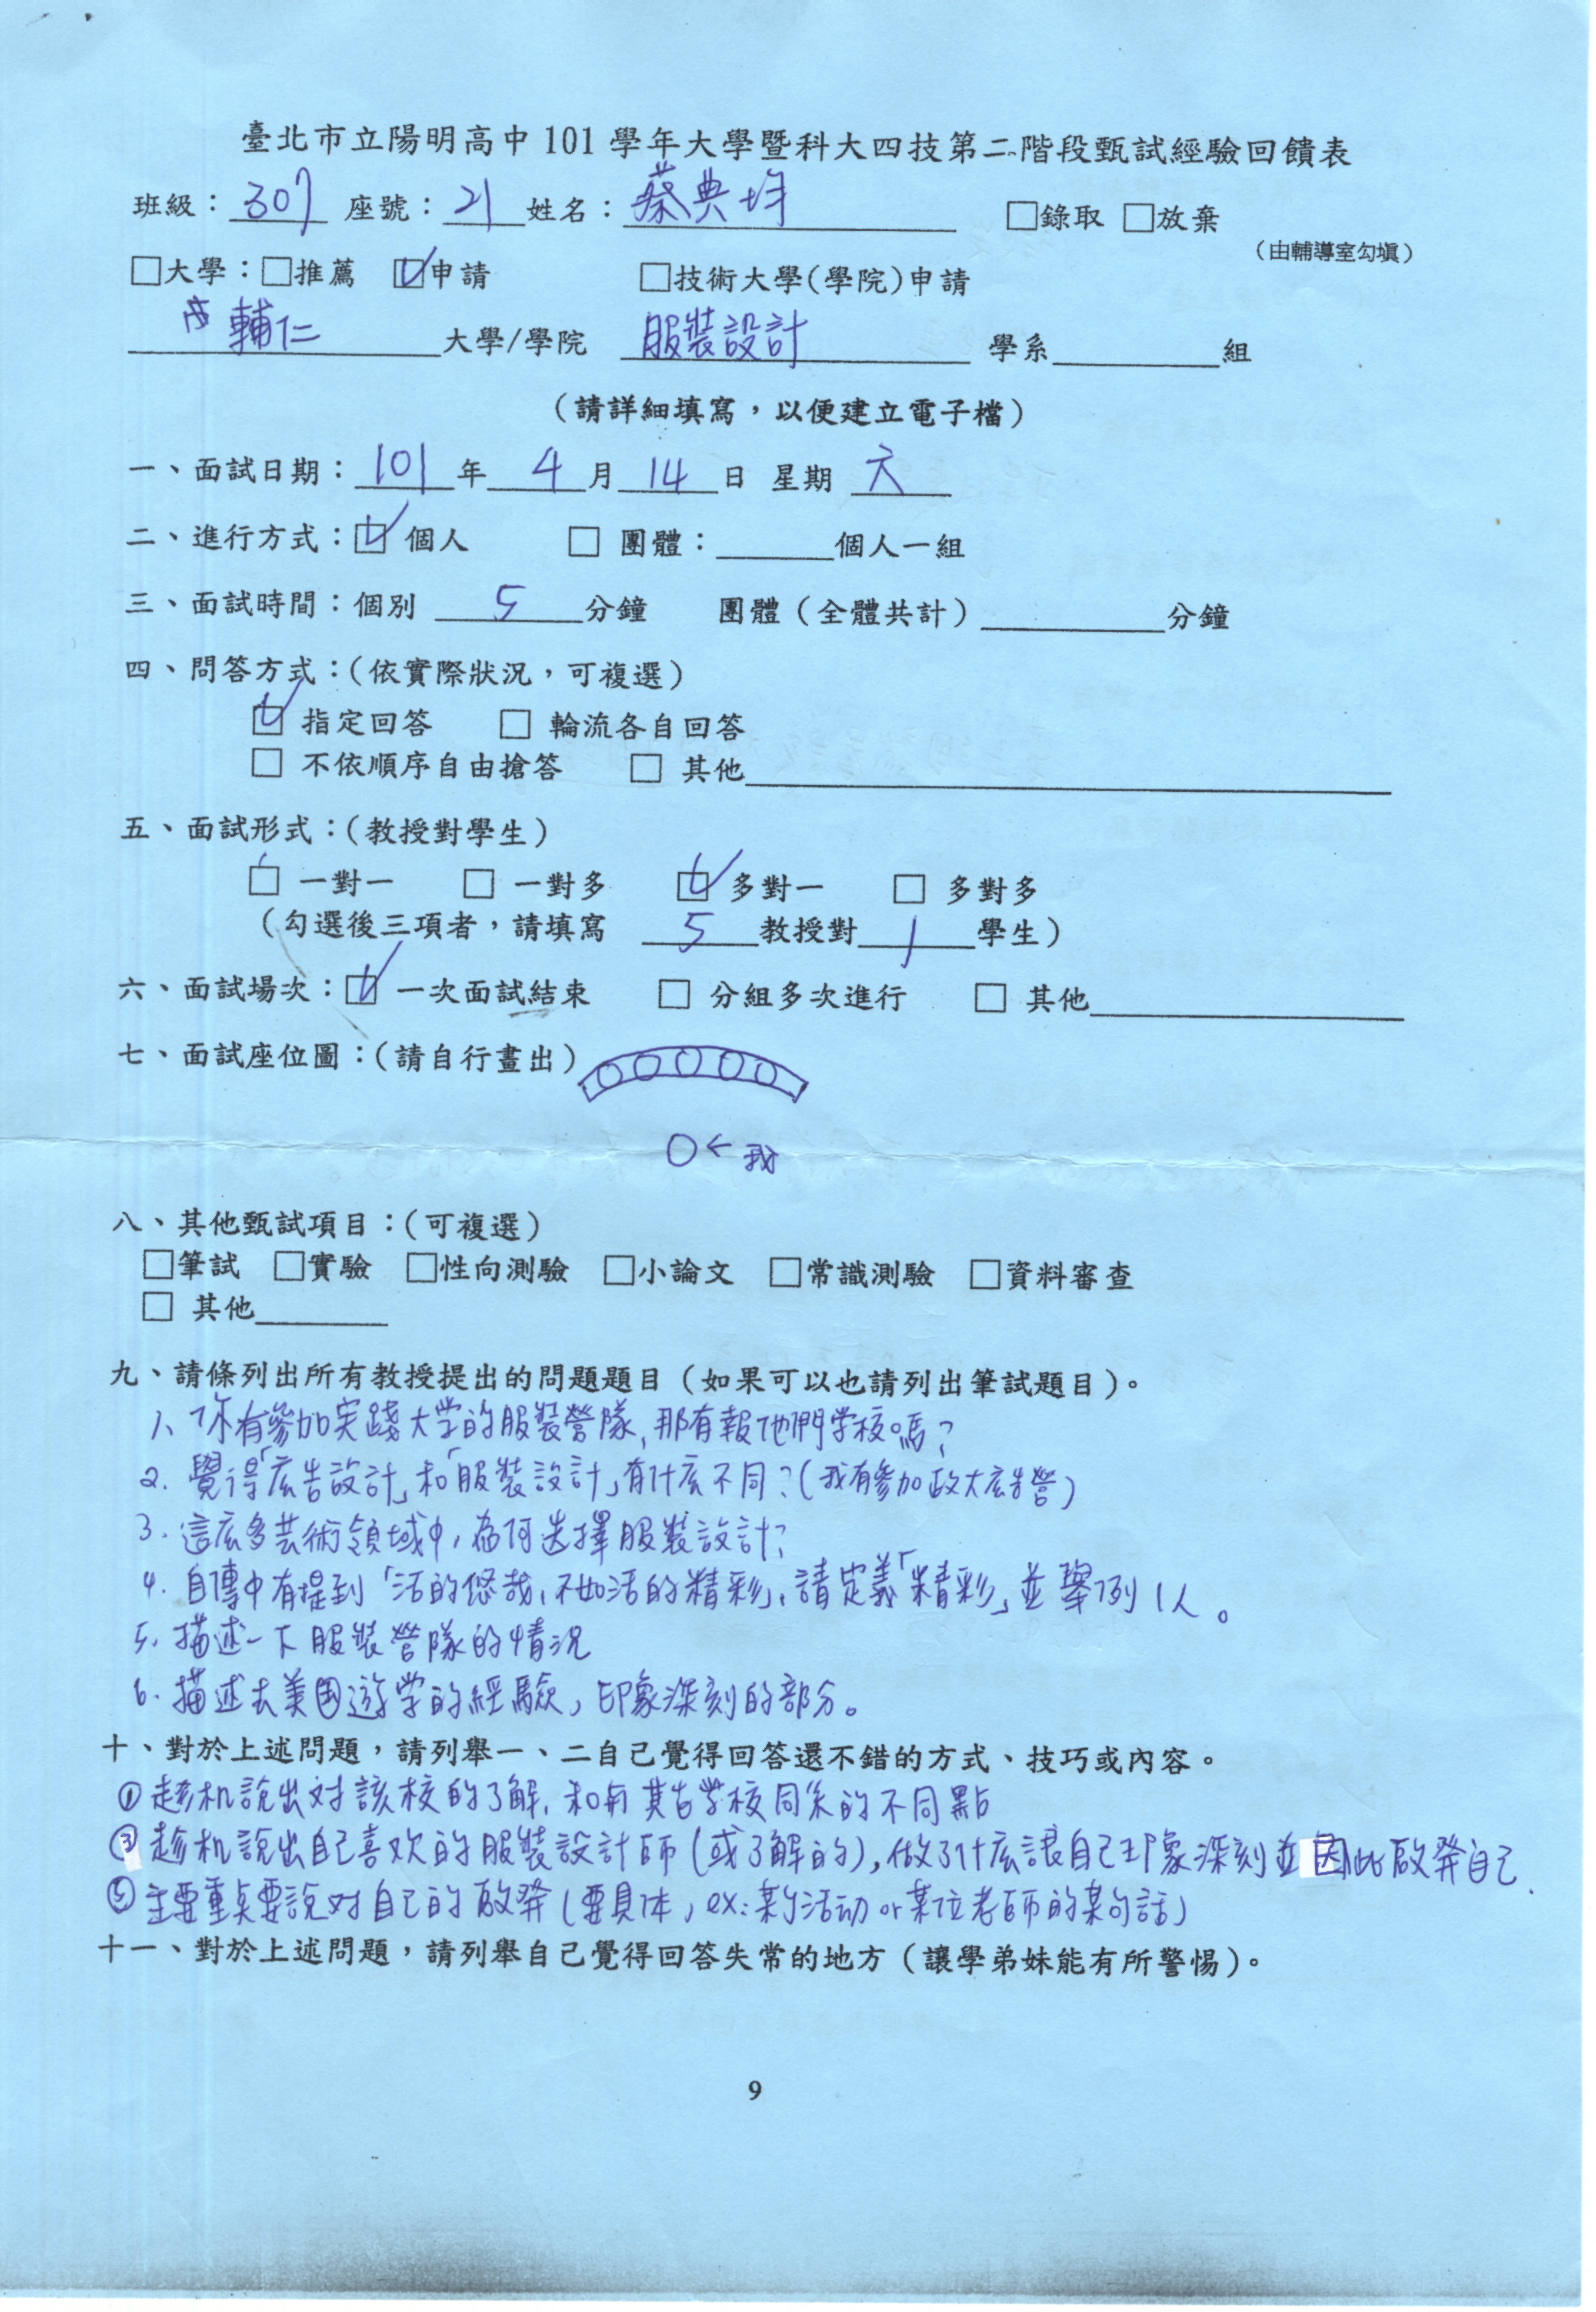 臺北市立陽明高中 101 學年大學暨科大四技第二階段甄試經驗回饋表
班級：307 座號：21 姓名：蔡典均 □錄取 □放棄
（由輔導室勾填）
□大學：□推薦 ☑申請 □技術大學(學院)申請
輔仁 大學/學院 服裝設計 學系 組
（請詳細填寫，以便建立電子檔）
一、面試日期：101 年 4 月 14 日 星期 六
二、進行方式：☑ 個人 □ 團體： 個人一組
三、面試時間：個別 5 分鐘 團體（全體共計） 分鐘
四、問答方式：(依實際狀況，可複選)
☑ 指定回答 □ 輪流各自回答
□ 不依順序自由搶答 □ 其他
五、面試形式：(教授對學生)
□ 一對一 □ 一對多 ☑ 多對一 □ 多對多
（勾選後三項者，請填寫 5 教授對 1 學生）
六、面試場次：☑ 一次面試結束 □ 分組多次進行 □ 其他
七、面試座位圖：(請自行畫出)
←我
八、其他甄試項目：(可複選)
□筆試 □實驗 □性向測驗 □小論文 □常識測驗 □資料審查
□ 其他
九、請條列出所有教授提出的問題題目（如果可以也請列出筆試題目）。
1、你有參加实踐大学的服裝營隊，那有報他們学校嗎？
2. 覺得「広告設計」和「服裝設計」有什広不同？(我有參加政大広告營)
3. 這広多芸術領域中，為何选擇服裝設計？
4. 自傳中有提到「活的悠哉，不如活的精彩」，請定義「精彩」並舉例1人。
5. 描述一下服裝營隊的情況
6. 描述去美国遊学的經驗，印象深刻的部分。
十、對於上述問題，請列舉一、二自己覺得回答還不錯的方式、技巧或內容。
① 趁机說出对該校的了解，和与其右学校同系的不同點
③ 趁机說出自己喜欢的服裝設計師(或了解的)，做了什広讓自己印象深刻並因此啟發自己.
⑤ 主要重點要說对自己的啟發(要具体，ex:某个活动 or 某位老師的某句話)
十一、對於上述問題，請列舉自己覺得回答失常的地方（讓學弟妹能有所警惕）。
9